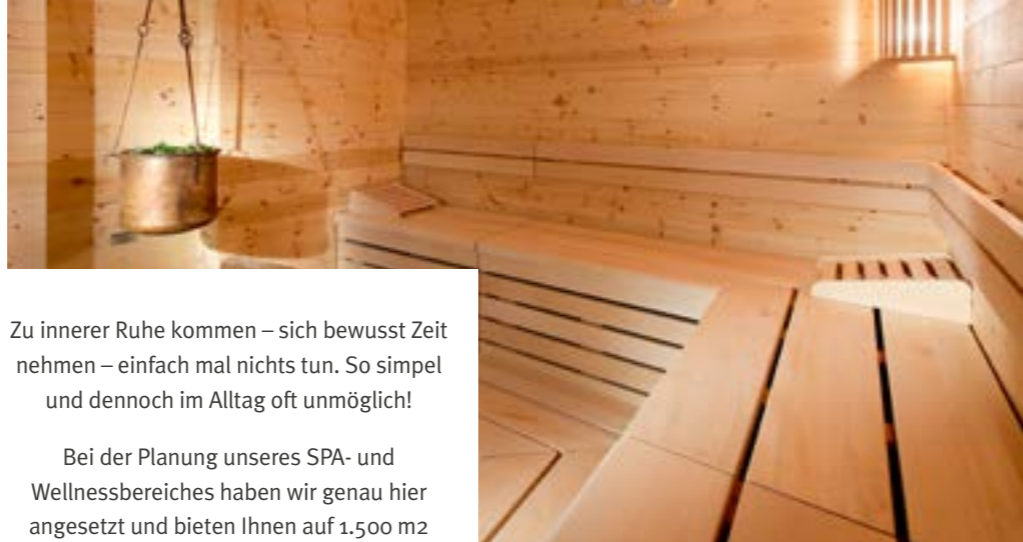 Zu innerer Ruhe kommen – sich bewusst Zeit
nehmen – einfach mal nichts tun. So simpel
und dennoch im Alltag oft unmöglich!
Bei der Planung unseres SPA- und
Wellnessbereiches haben wir genau hier
angesetzt und bieten Ihnen auf 1.500 m2